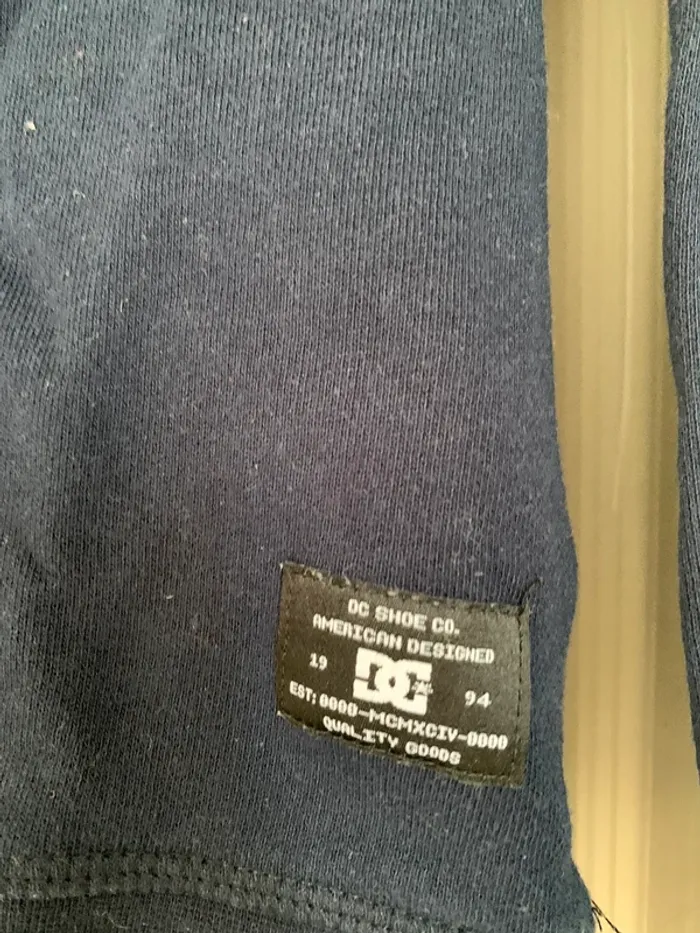 DC SHOE CO.
AMERICAN DESIGNED
19 DC 94
EST; 0000-MCMXCIV-0000
QUALITY GOODS